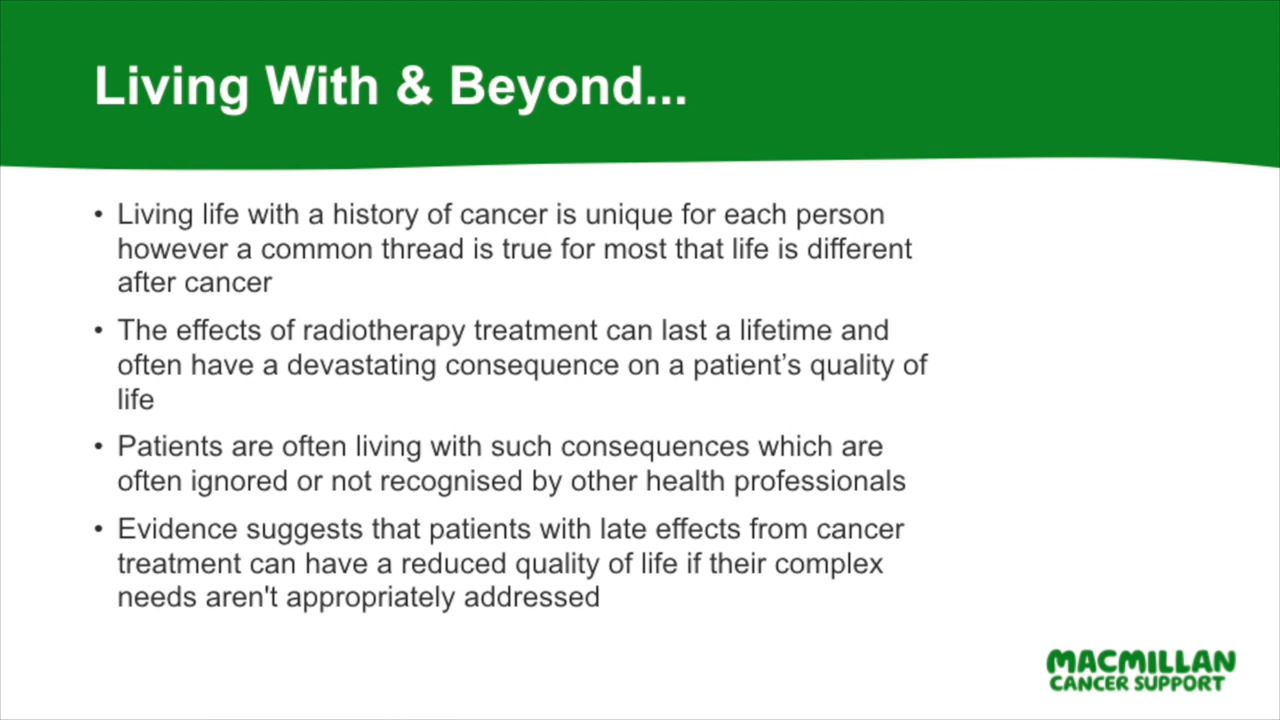 Living With & Beyond...
• Living life with a history of cancer is unique for each person
however a common thread is true for most that life is different
after cancer
• The effects of radiotherapy treatment can last a lifetime and
often have a devastating consequence on a patient’s quality of
life
• Patients are often living with such consequences which are
often ignored or not recognised by other health professionals
• Evidence suggests that patients with late effects from cancer
treatment can have a reduced quality of life if their complex
needs aren't appropriately addressed
MACMILLAN
CANCER SUPPORT